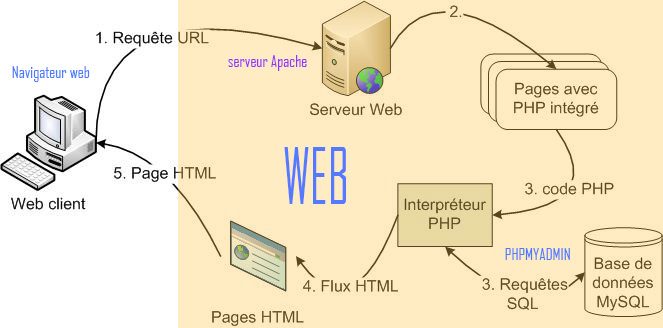 1. Requête URL
2.
Navigateur web
serveur Apache
Serveur Web
Pages avec
PHP intégré
5. Page HTML
WEB
3. code PHP
Web client
Interpréteur
PHP
PHPMYADMIN
4. Flux HTML
3. Requêtes
SQL
Base de
données
MySQL
Pages HTML